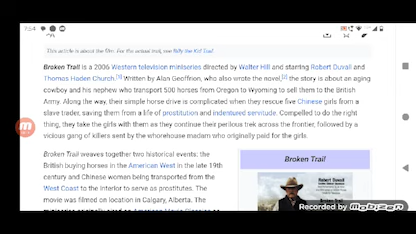 7:54
This article is about the film. For the actual trail, see Billy the Kid Trail.
Broken Trail is a 2006 Western television miniseries directed by Walter Hill and starring Robert Duvall and
Thomas Haden Church.[1] Written by Alan Geoffrion, who also wrote the novel,[2] the story is about an aging
cowboy and his nephew who transport 500 horses from Oregon to Wyoming to sell them to the British
Army. Along the way, their simple horse drive is complicated when they rescue five Chinese girls from a
slave trader, saving them from a life of prostitution and indentured servitude. Compelled to do the right
thing, they take the girls with them as they continue their perilous trek across the frontier, followed by a
vicious gang of killers sent by the whorehouse madam who originally paid for the girls.
Broken Trail weaves together two historical events: the
British buying horses in the American West in the late 19th
century and Chinese women being transported from the
West Coast to the interior to serve as prostitutes. The
movie was filmed on location in Calgary, Alberta. The
Broken Trail
Robert Duvall
Recorded by Mobizen